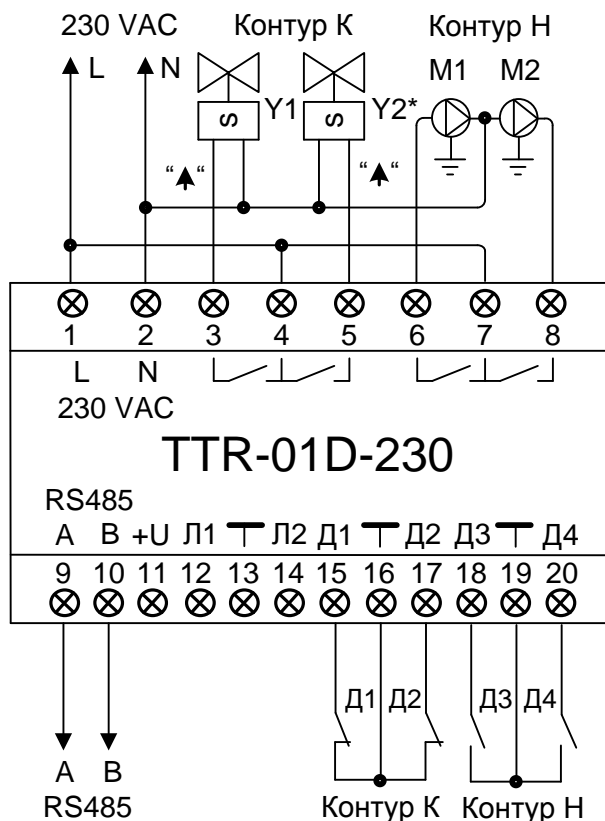 230 VAC Контур К Контур Н
L N M1 M2
Y1 Y2*
S S
“ “ “ “
1 2 3 4 5 6 7 8
L N
230 VAC
TTR-01D-230
RS485
A B +U Л1 Л2 Д1 Д2 Д3 Д4
9 10 11 12 13 14 15 16 17 18 19 20
Д1 Д2 Д3 Д4
A B
RS485 Контур К Контур Н